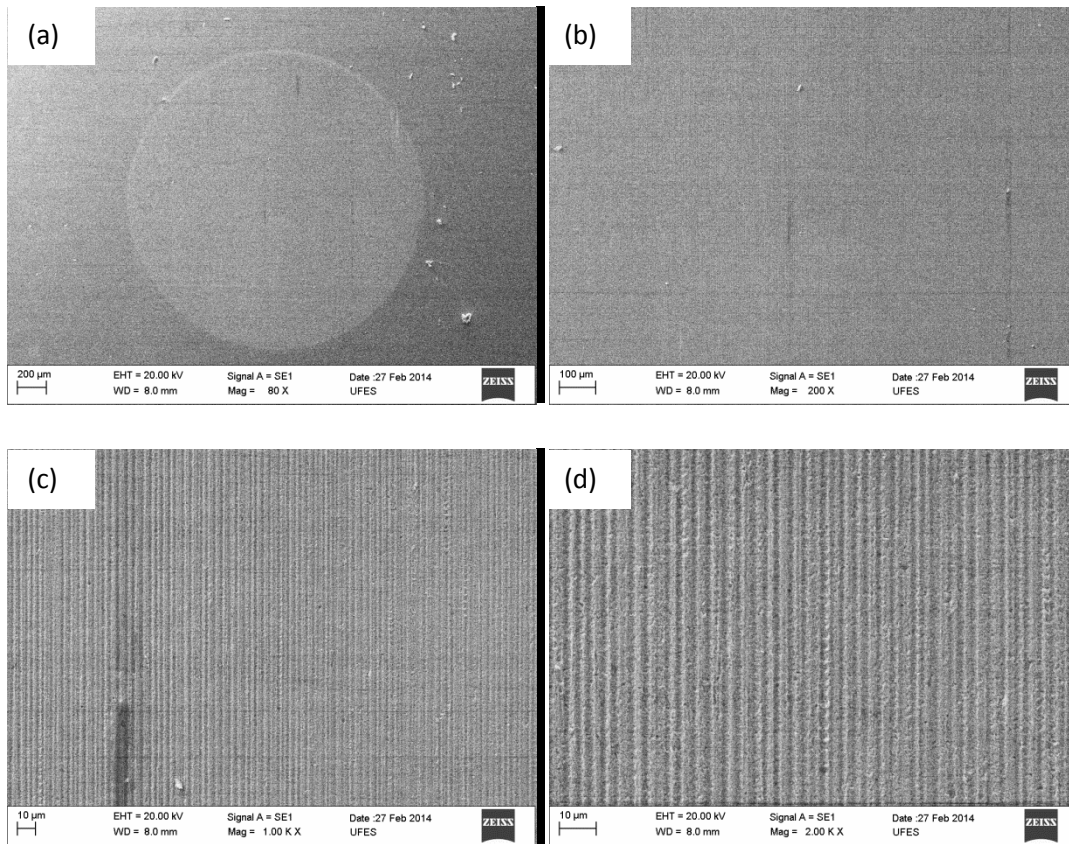 (a)
200 µm
EHT = 20.00 kV Signal A = SE1 Date :27 Feb 2014
WD = 8.0 mm Mag = 80 X UFES
ZEISS
(b)
100 µm
EHT = 20.00 kV Signal A = SE1 Date :27 Feb 2014
WD = 8.0 mm Mag = 200 X UFES
ZEISS
(c)
10 µm
EHT = 20.00 kV Signal A = SE1 Date :27 Feb 2014
WD = 8.0 mm Mag = 1.00 K X UFES
ZEISS
(d)
10 µm
EHT = 20.00 kV Signal A = SE1 Date :27 Feb 2014
WD = 8.0 mm Mag = 2.00 K X UFES
ZEISS